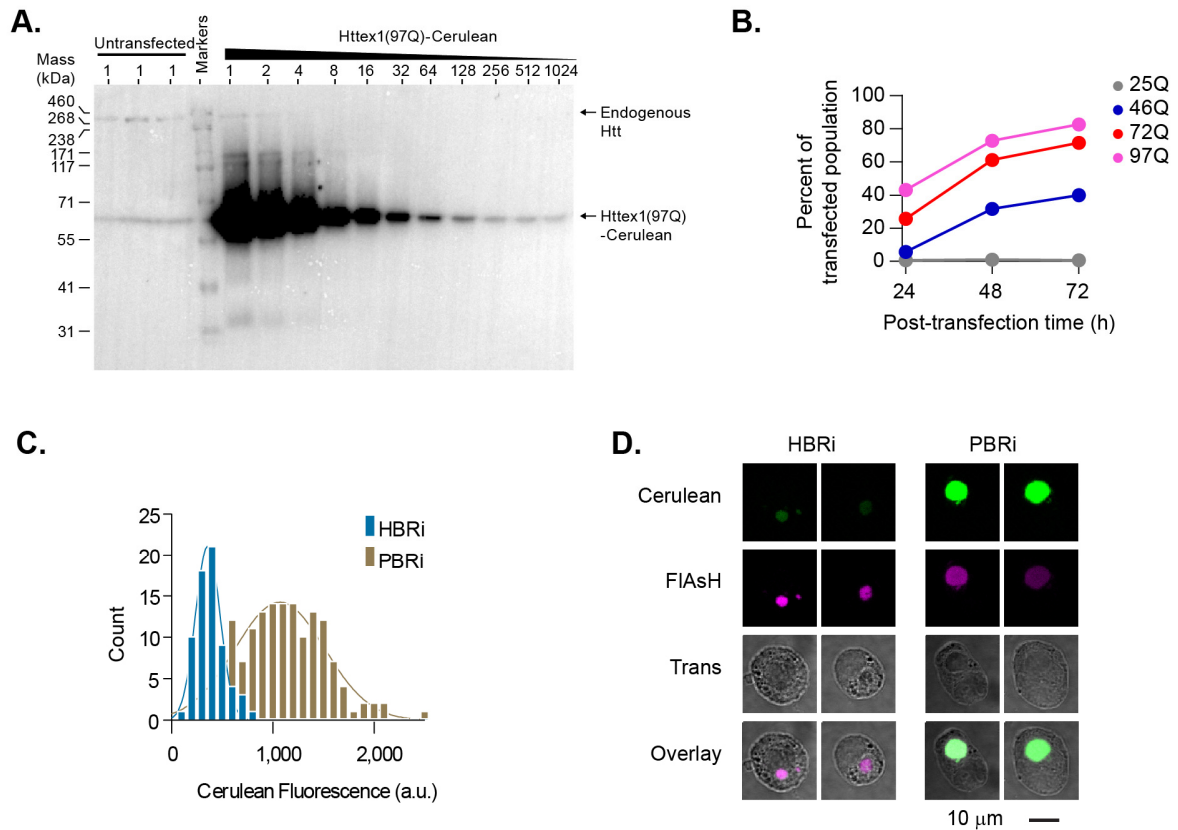 A.
Untransfected
Markers
Httex1(97Q)-Cerulean
Mass
(kDa)
1 1 1 1 2 4 8 16 32 64 128 256 512 1024
460
268
238
171
117
71
55
41
31
Endogenous
Htt
Httex1(97Q)
-Cerulean
B.
Percent of
transfected population
100
80
60
40
20
0
24 48 72
Post-transfection time (h)
25Q
46Q
72Q
97Q
C.
Count
25
20
15
10
5
0
0 1,000 2,000
Cerulean Fluorescence (a.u.)
HBRi
PBRi
D.
HBRi PBRi
Cerulean
FlAsH
Trans
Overlay
10 μm